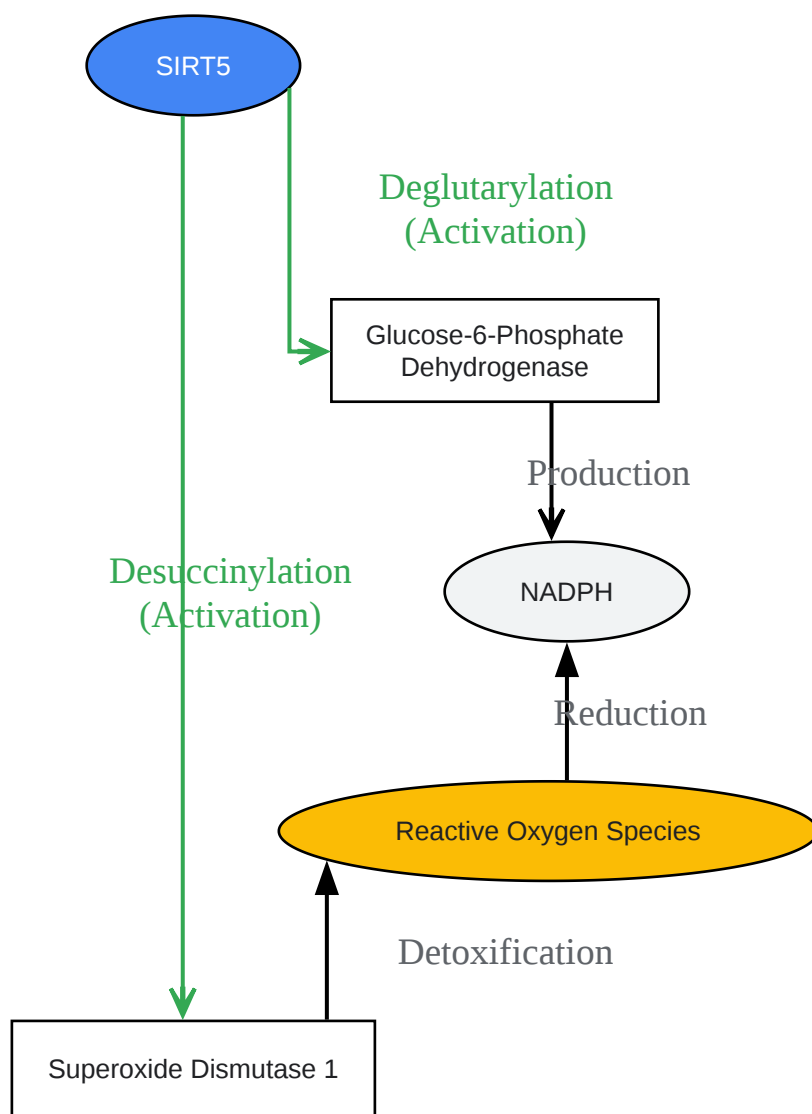 SIRT5
Deglutarylation
(Activation)
Glucose-6-Phosphate
Dehydrogenase
Production
Desuccinylation
(Activation)
NADPH
Reduction
Reactive Oxygen Species
Detoxification
Superoxide Dismutase 1